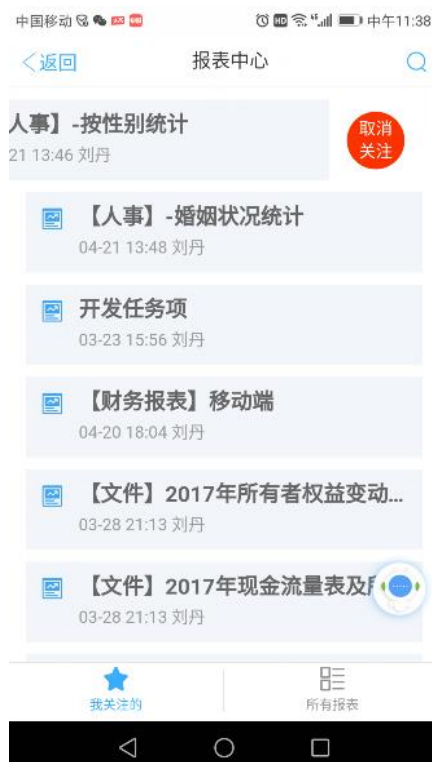 中国移动
中午11:38
返回
报表中心
人事】-按性别统计
21 13:46 刘丹
取消
关注
【人事】-婚姻状况统计
04-21 13:48 刘丹
开发任务项
03-23 15:56 刘丹
【财务报表】移动端
04-20 18:04 刘丹
【文件】2017年所有者权益变动...
03-28 21:13 刘丹
【文件】2017年现金流量表及
03-28 21:13 刘丹
我关注的
所有报表